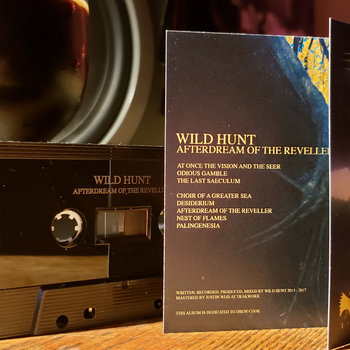 WILD HUNT
AFTERDREAM OF THE REVELLER
WILD HUNT
AFTERDREAM OF THE REVELLER
AT ONCE THE VISION AND THE SEER
ODIOUS GAMBLE
THE LAST SAECULUM
CHOIR OF A GREATER SEA
DESIDERIUM
AFTERDREAM OF THE REVELLER
NEST OF FLAMES
PALINGENESIA
WRITTEN, RECORDED, PRODUCED, MIXED BY WILD HUNT 2013 - 2017
MASTERED BY JUSTIN WEIS AT TRAKWORX
THIS ALBUM IS DEDICATED TO DREW COOK